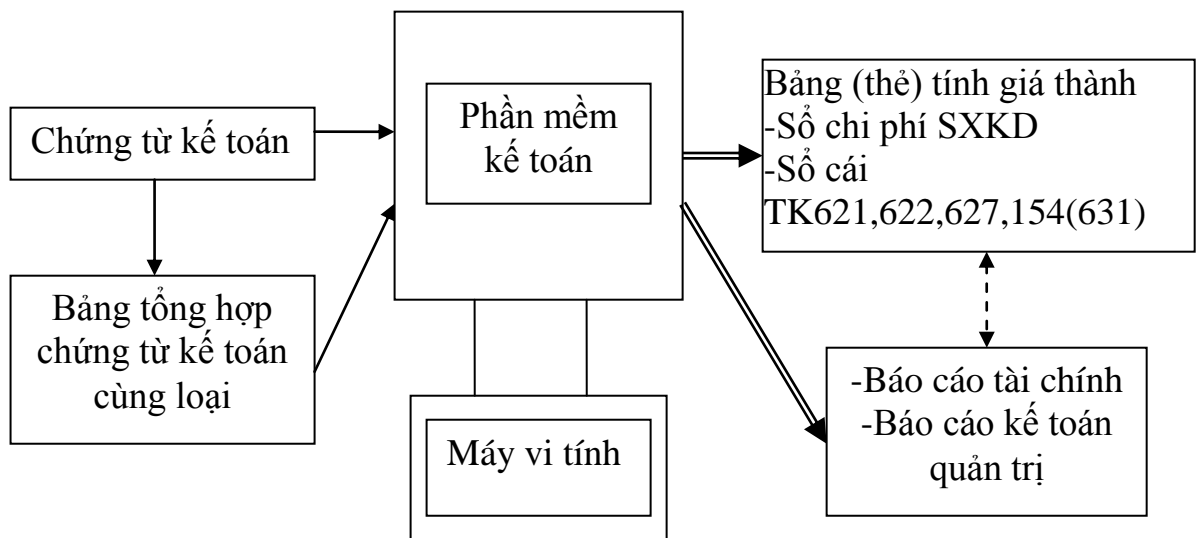 Chứng từ kế toán
Bảng tổng hợp
chứng từ kế toán
cùng loại
Phần mềm
kế toán
Máy vi tính
Bảng (thẻ) tính giá thành
-Sổ chi phí SXKD
-Sổ cái
TK621,622,627,154(631)
-Báo cáo tài chính
-Báo cáo kế toán
quản trị